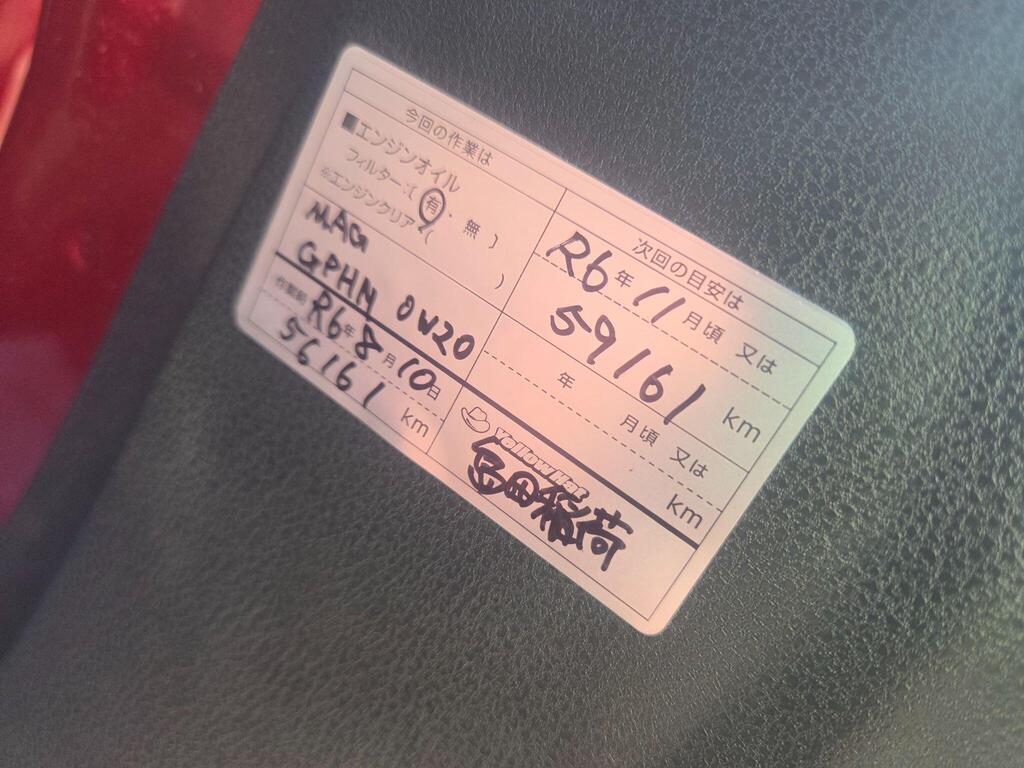 今回の作業は
■エンジンオイル
フィルター:( 有 ・ 無 )
※エンジンクリア ( )
MAG
GPHN 0W20
作業日 R6年 8月 10日
56161 km
次回の目安は
R6年 11月頃 又は
59161 km
年 月頃 又は
km
YellowHat
島田稲荷